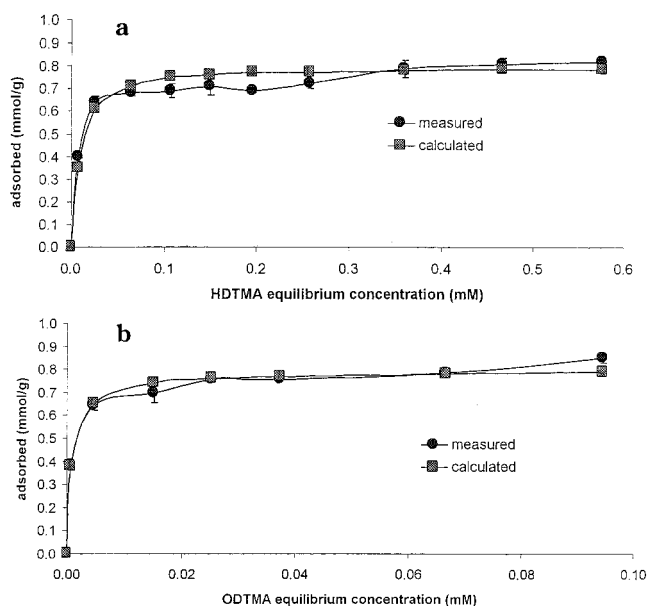 a
1.0
0.9
0.8
0.7
0.6
0.5
0.4
0.3
0.2
0.1
0.0
adsorbed (mmol/g)
measured
calculated
0.0 0.1 0.2 0.3 0.4 0.5 0.6
HDTMA equilibrium concentration (mM)
b
1.0
0.9
0.8
0.7
0.6
0.5
0.4
0.3
0.2
0.1
0.0
adsorbed (mmol/g)
measured
calculated
0.00 0.02 0.04 0.06 0.08 0.10
ODTMA equilibrium concentration (mM)